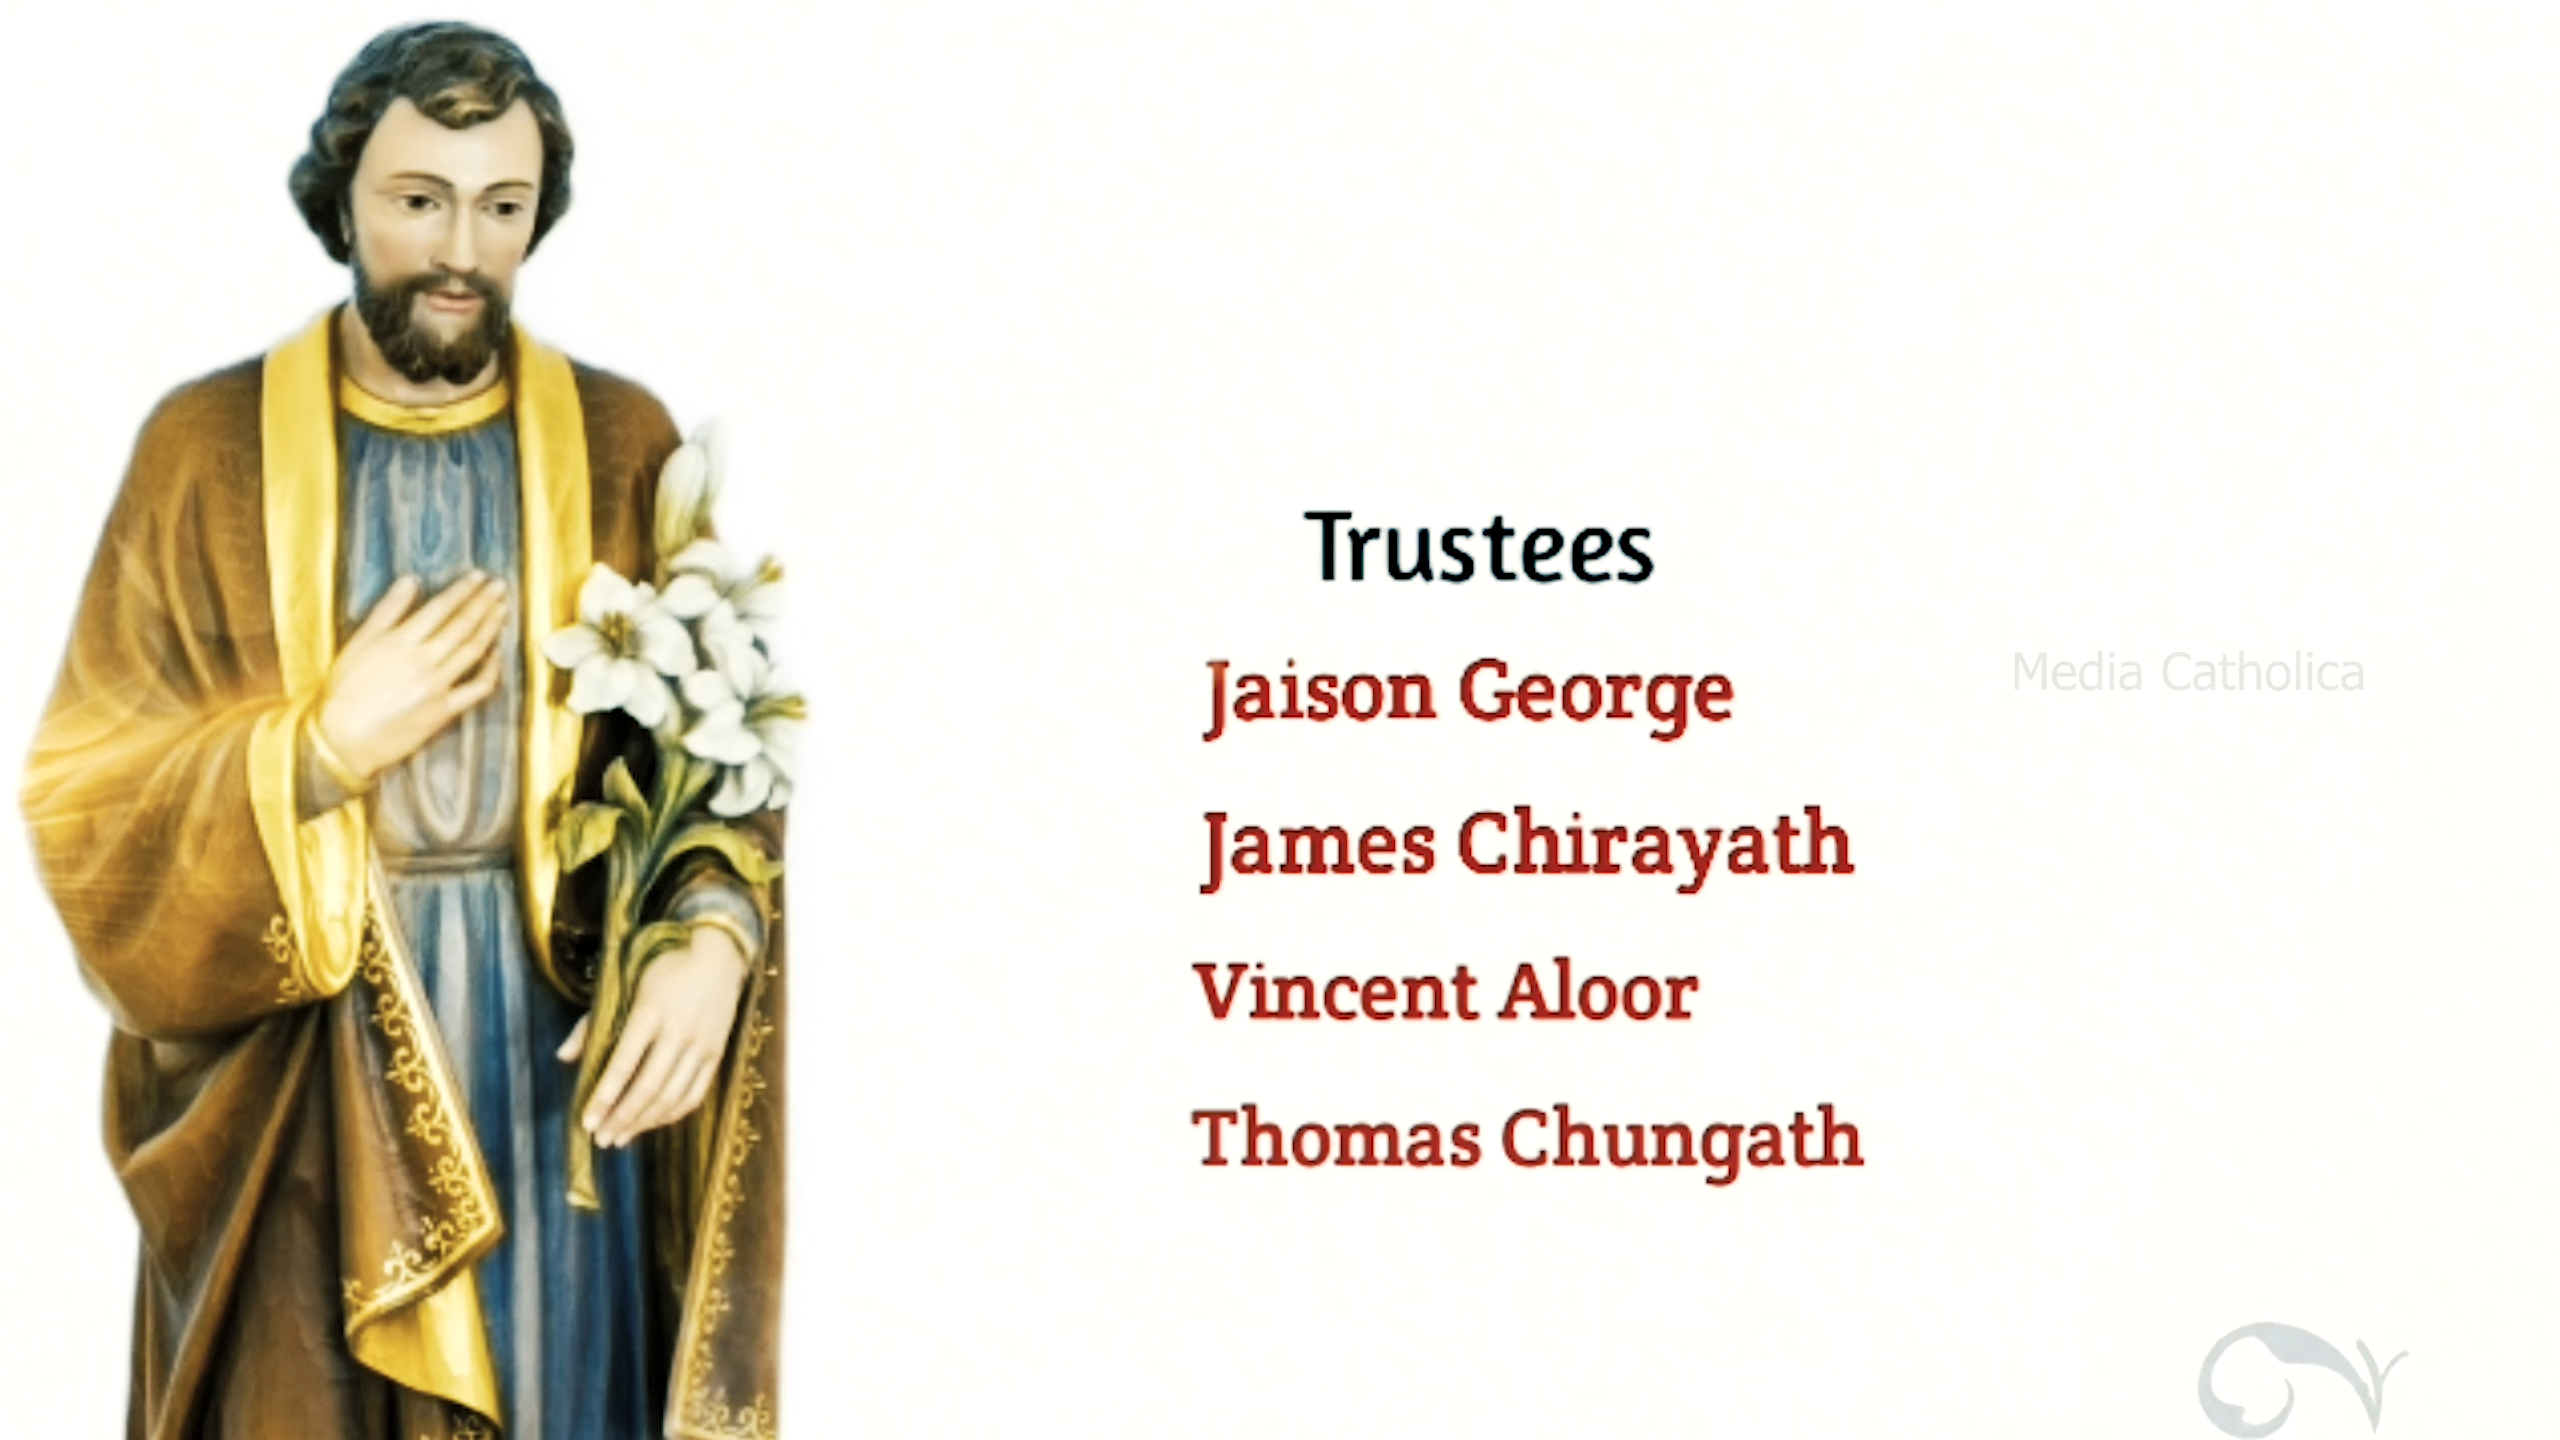 Trustees
Jaison George
Media Catholica
James Chirayath
Vincent Aloor
Thomas Chungath